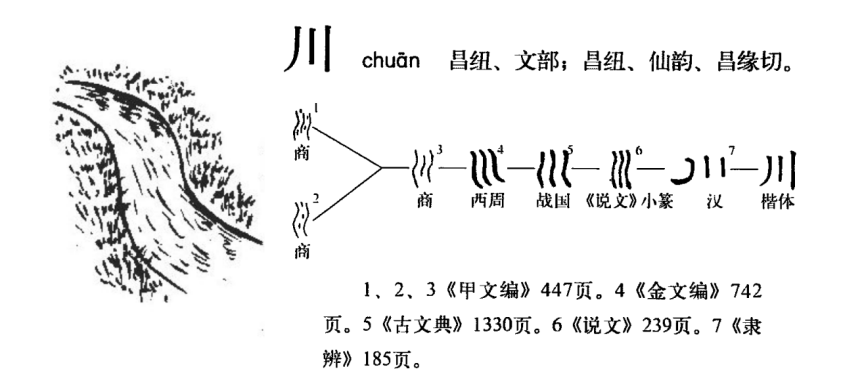 川 chuān 昌纽、文部；昌纽、仙韵、昌缘切。
1
商
2
商
3
商
4
西周
5
战国
6
《说文》小篆
7
汉
川
楷体
1、2、3《甲文编》447页。4《金文编》742
页。5《古文典》1330页。6《说文》239页。7《隶
辨》185页。